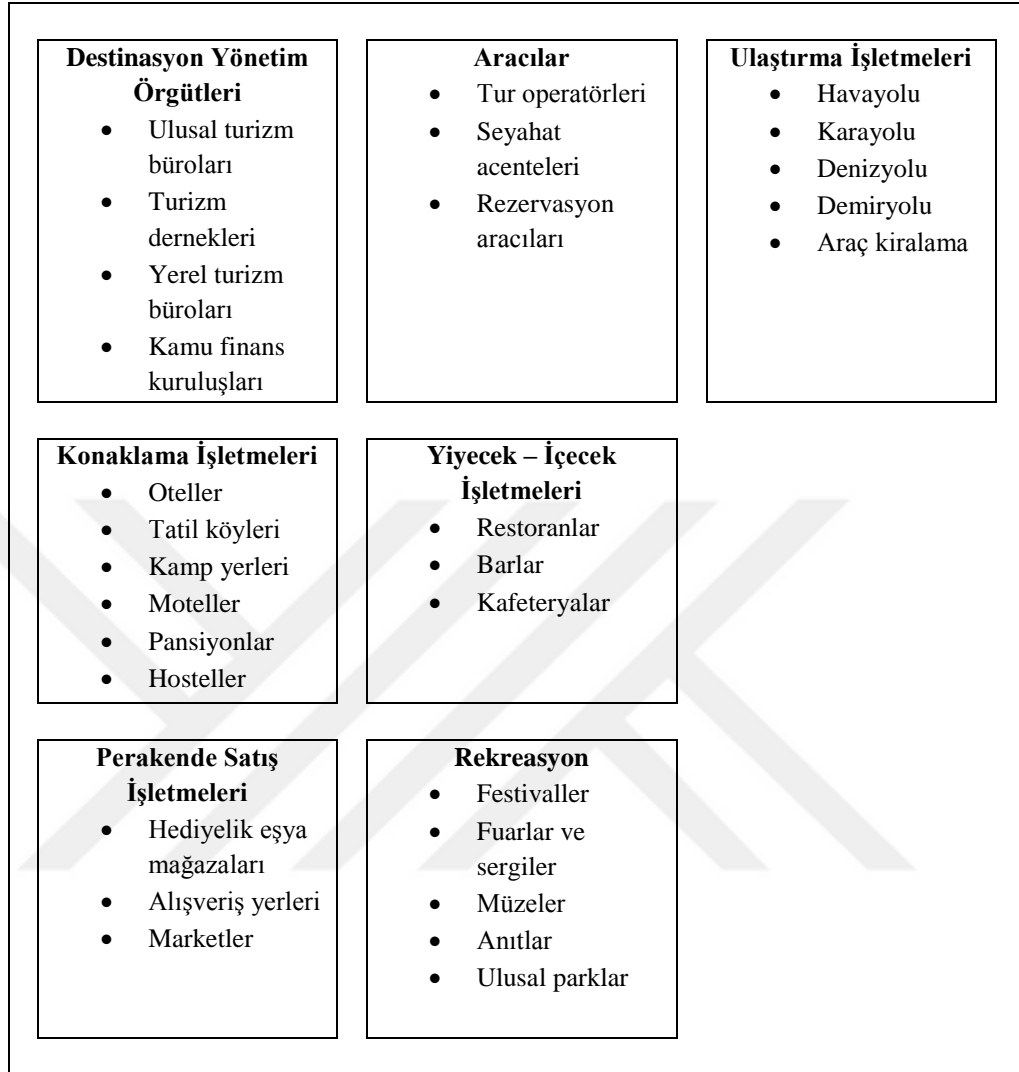 Destinasyon Yönetim
Örgütleri
• Ulusal turizm
büroları
• Turizm
dernekleri
• Yerel turizm
büroları
• Kamu finans
kuruluşları
Aracılar
• Tur operatörleri
• Seyahat
acenteleri
• Rezervasyon
aracıları
Ulaştırma İşletmeleri
• Havayolu
• Karayolu
• Denizyolu
• Demiryolu
• Araç kiralama
Konaklama İşletmeleri
• Oteller
• Tatil köyleri
• Kamp yerleri
• Moteller
• Pansiyonlar
• Hosteller
Yiyecek – İçecek
İşletmeleri
• Restoranlar
• Barlar
• Kafeteryalar
Perakende Satış
İşletmeleri
• Hediyelik eşya
mağazaları
• Alışveriş yerleri
• Marketler
Rekreasyon
• Festivaller
• Fuarlar ve
sergiler
• Müzeler
• Anıtlar
• Ulusal parklar